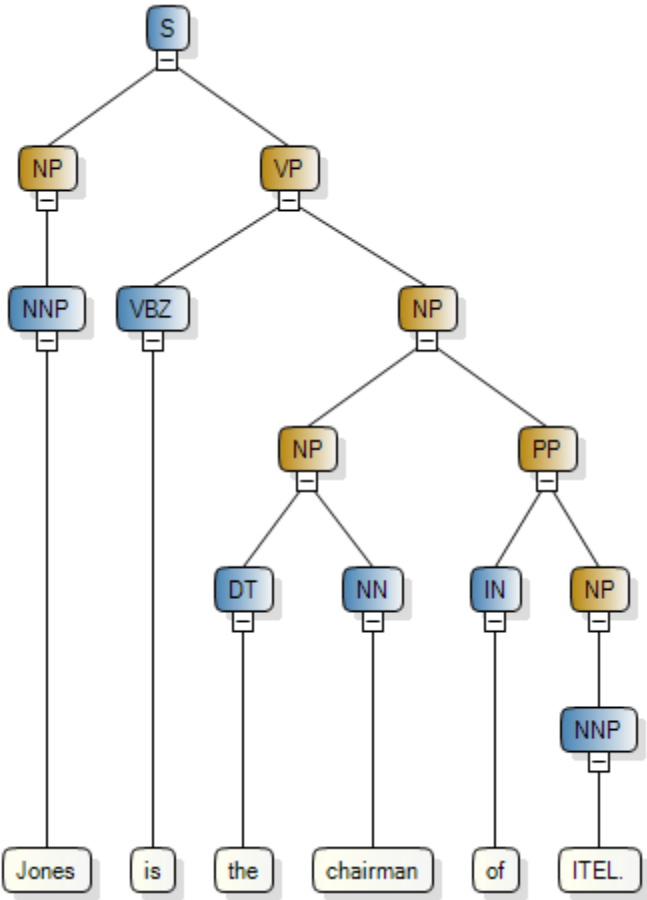 S
NP VP
NNP VBZ NP
NP PP
DT NN IN NP
NNP
Jones is the chairman of ITEL.